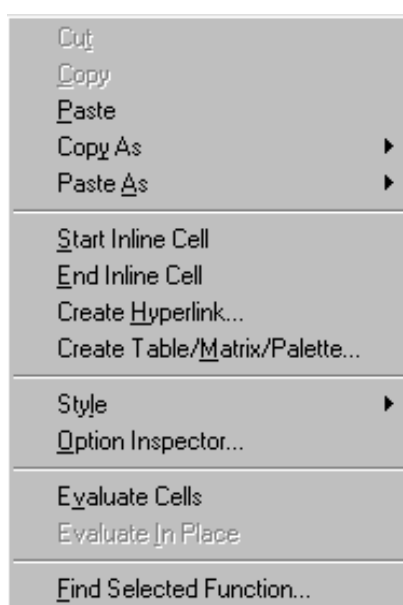 Cut
Copy
Paste
Copy As
Paste As
Start Inline Cell
End Inline Cell
Create Hyperlink...
Create Table/Matrix/Palette...
Style
Option Inspector...
Evaluate Cells
Evaluate In Place
Find Selected Function...